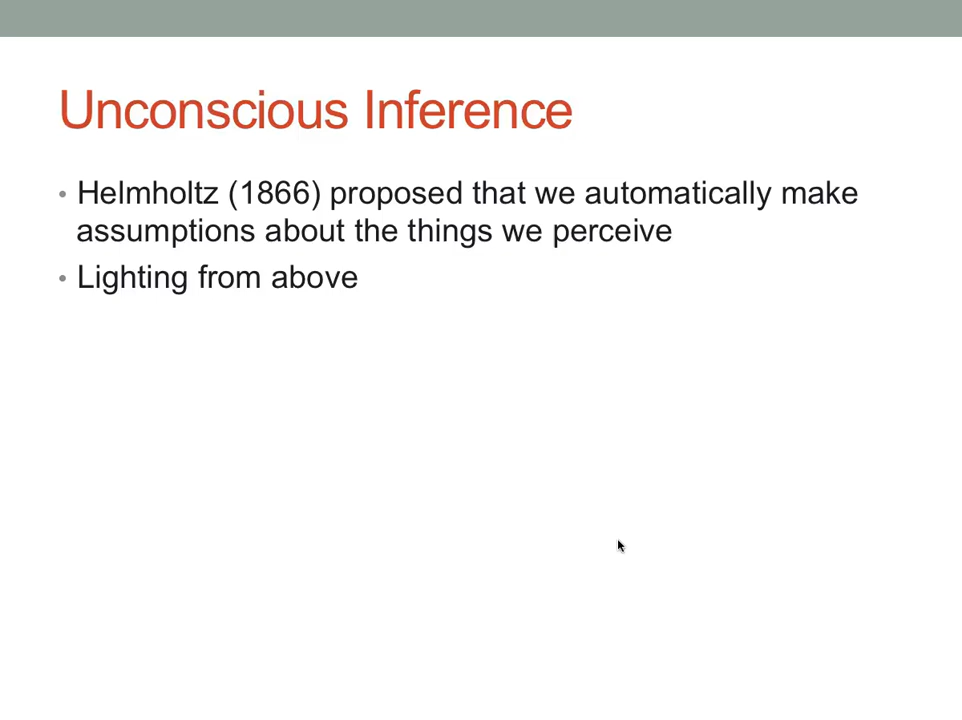 Unconscious Inference
• Helmholtz (1866) proposed that we automatically make
assumptions about the things we perceive
• Lighting from above